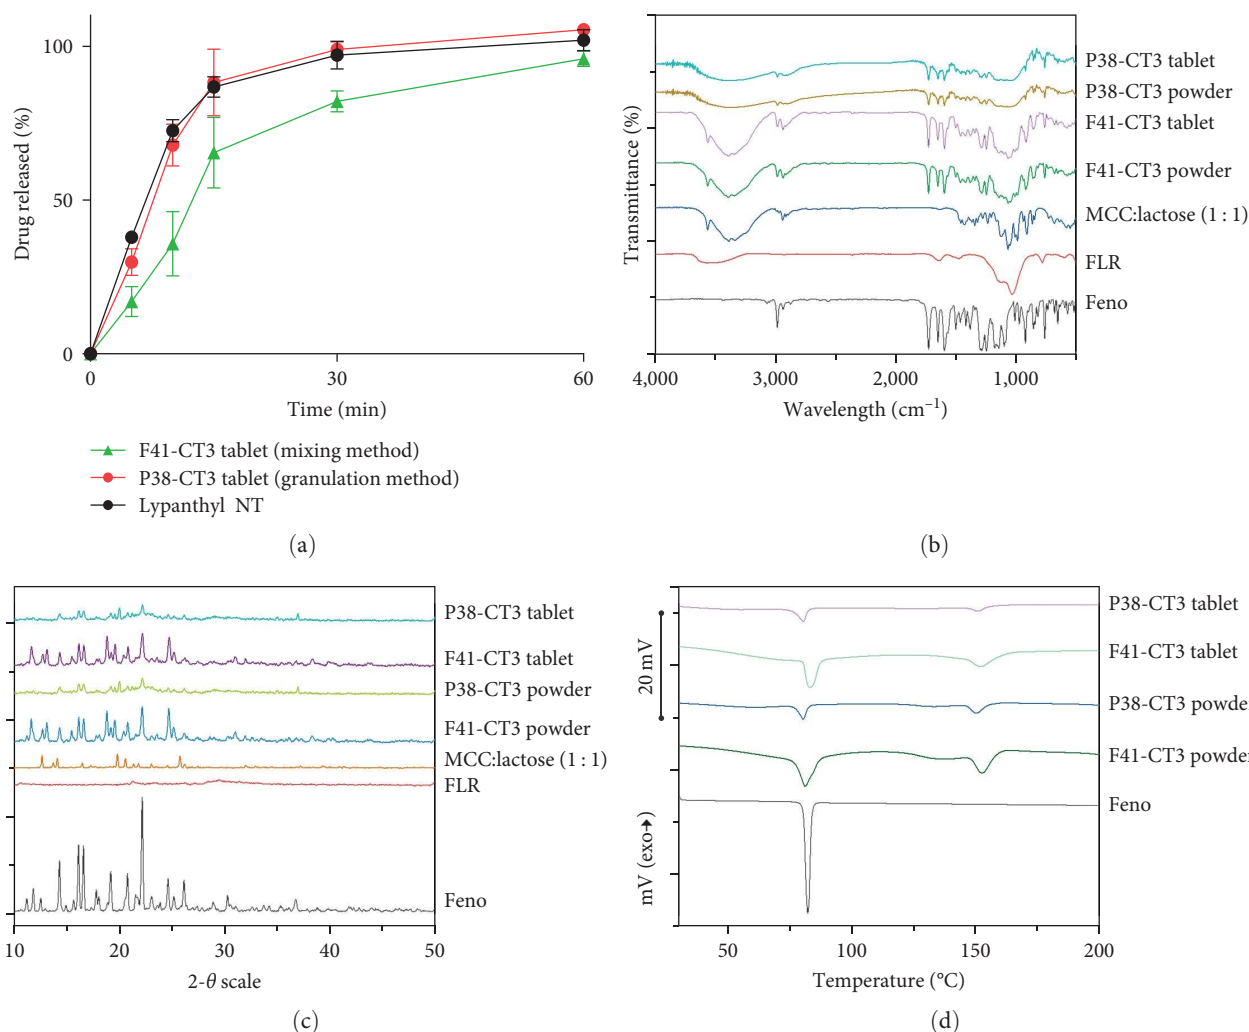 100
50
0
Drug released (%)
0
30
60
Time (min)
F41-CT3 tablet (mixing method)
P38-CT3 tablet (granulation method)
Lypanthyl NT
(a)
Transmittance (%)
P38-CT3 tablet
P38-CT3 powder
F41-CT3 tablet
F41-CT3 powder
MCC:lactose (1 : 1)
FLR
Feno
4,000
3,000
2,000
1,000
Wavelength (cm⁻¹)
(b)
P38-CT3 tablet
F41-CT3 tablet
P38-CT3 powder
F41-CT3 powder
MCC:lactose (1 : 1)
FLR
Feno
10
20
30
40
50
2-θ scale
(c)
20 mV
mV (exo→)
P38-CT3 tablet
F41-CT3 tablet
P38-CT3 powder
F41-CT3 powder
Feno
50
100
150
200
Temperature (°C)
(d)